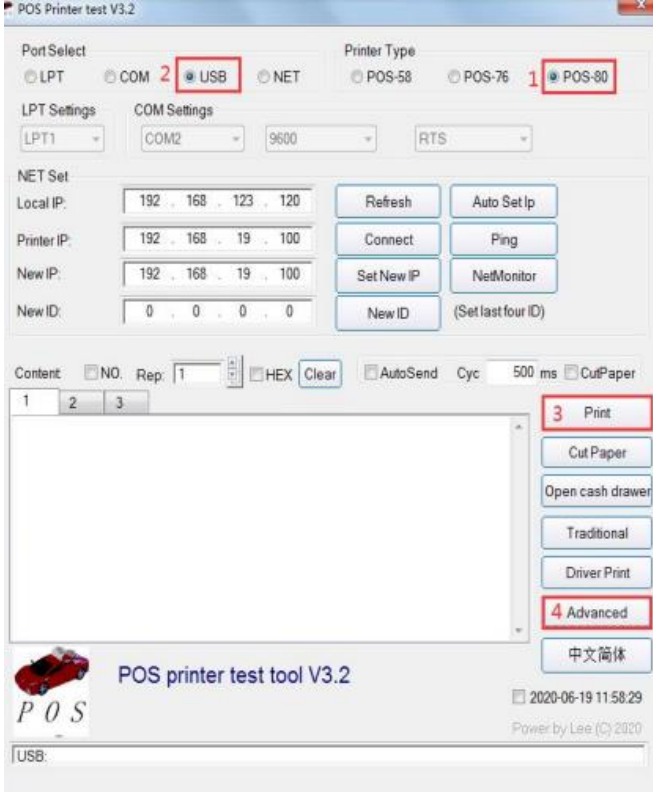 POS Printer test V3.2
Port Select
Printer Type
LPT COM 2 USB NET
POS-58 POS-76 1 POS-80
LPT Settings
COM Settings
LPT1
COM2 9600 RTS
NET Set
Local IP: 192 . 168 . 123 . 120 Refresh Auto Set Ip
Printer IP: 192 . 168 . 19 . 100 Connect Ping
New IP: 192 . 168 . 19 . 100 Set New IP NetMonitor
New ID: 0 . 0 . 0 . 0 New ID (Set last four ID)
Content: NO. Rep: 1 HEX Clear AutoSend Cyc 500 ms CutPaper
1 2 3
3 Print
Cut Paper
Open cash drawer
Traditional
Driver Print
4 Advanced
中文简体
POS printer test tool V3.2
POS
2020-06-19 11:58:29
Power by Lee (C) 2020
USB: